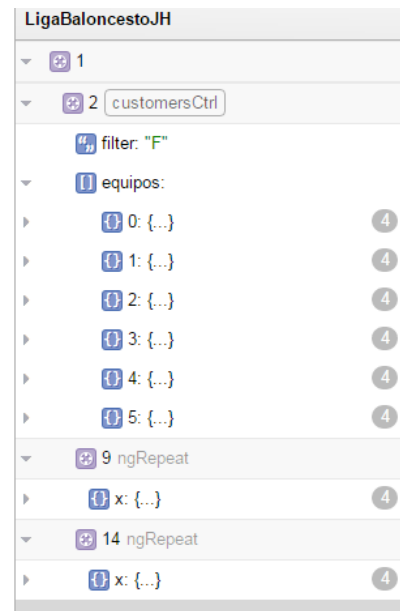 LigaBaloncestoJH
1
2 customersCtrl
filter: "F"
equipos:
0: {...} 4
1: {...} 4
2: {...} 4
3: {...} 4
4: {...} 4
5: {...} 4
9 ngRepeat
x: {...} 4
14 ngRepeat
x: {...} 4